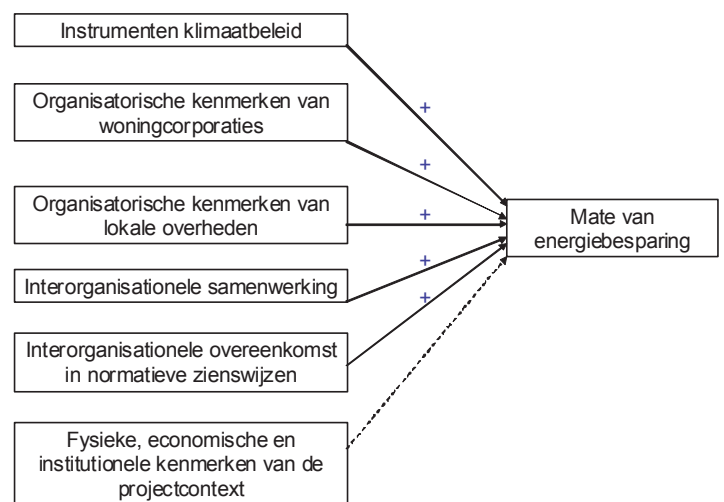 Instrumenten klimaatbeleid
Organisatorische kenmerken van
woningcorporaties
+
+
Organisatorische kenmerken van
lokale overheden
+
Mate van
energiebesparing
Interorganisationele samenwerking
+
+
Interorganisationele overeenkomst
in normatieve zienswijzen
Fysieke, economische en
institutionele kenmerken van de
projectcontext